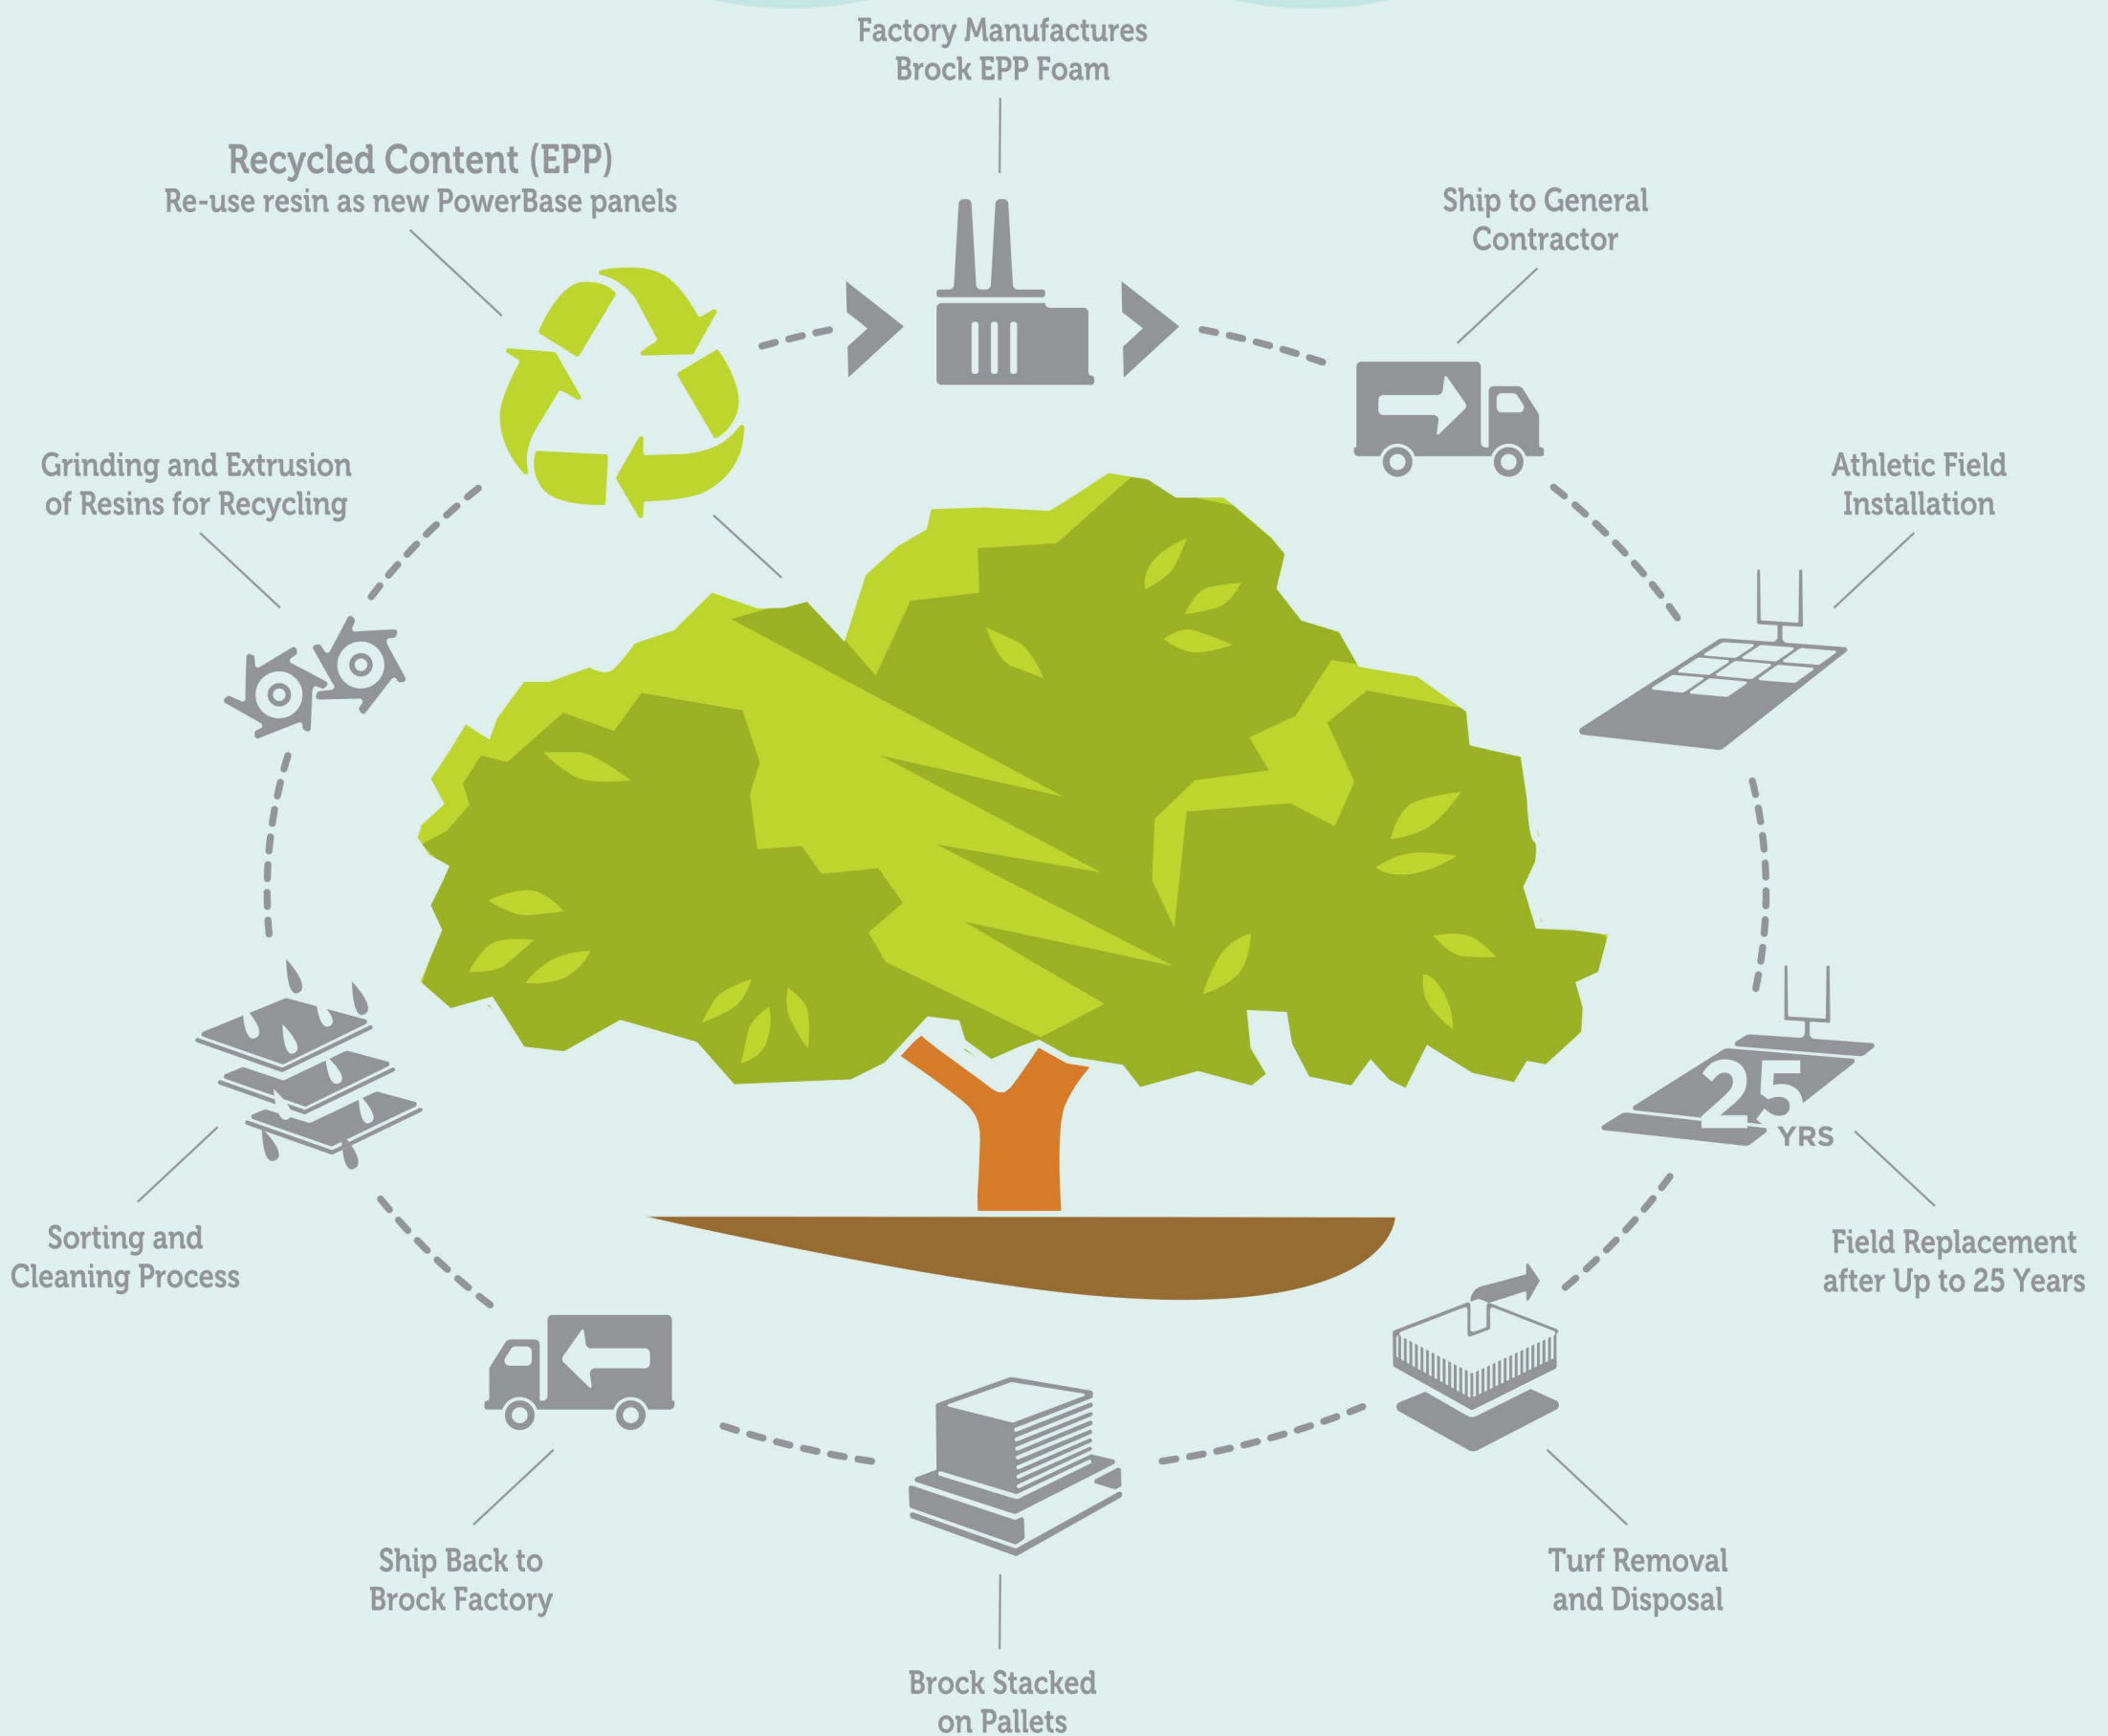 Factory Manufactures
Brock EPP Foam
Recycled Content (EPP)
Re-use resin as new PowerBase panels
Ship to General
Contractor
Grinding and Extrusion
of Resins for Recycling
Athletic Field
Installation
25
YRS
Sorting and
Cleaning Process
Field Replacement
after Up to 25 Years
Ship Back to
Brock Factory
Turf Removal
and Disposal
Brock Stacked
on Pallets